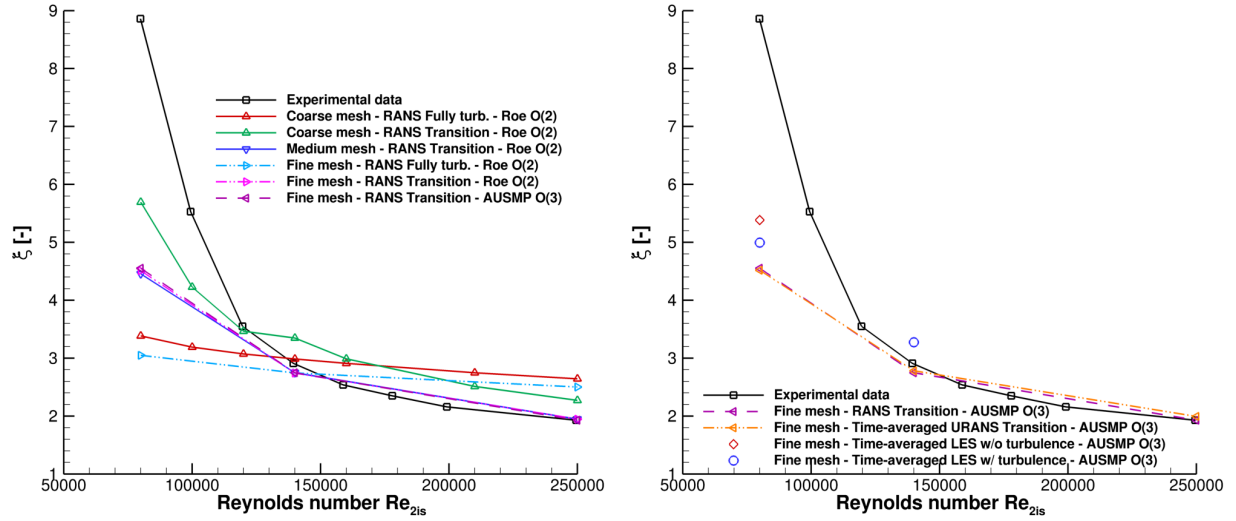 9
8
7
6
5
4
3
2
1
ξ [-]
Experimental data
Coarse mesh - RANS Fully turb. - Roe O(2)
Coarse mesh - RANS Transition - Roe O(2)
Medium mesh - RANS Transition - Roe O(2)
Fine mesh - RANS Fully turb. - Roe O(2)
Fine mesh - RANS Transition - Roe O(2)
Fine mesh - RANS Transition - AUSMP O(3)
50000 100000 150000 200000 250000
Reynolds number Re2is
9
8
7
6
5
4
3
2
1
ξ [-]
Experimental data
Fine mesh - RANS Transition - AUSMP O(3)
Fine mesh - Time-averaged URANS Transition - AUSMP O(3)
Fine mesh - Time-averaged LES w/o turbulence - AUSMP O(3)
Fine mesh - Time-averaged LES w/ turbulence - AUSMP O(3)
50000 100000 150000 200000 250000
Reynolds number Re2is